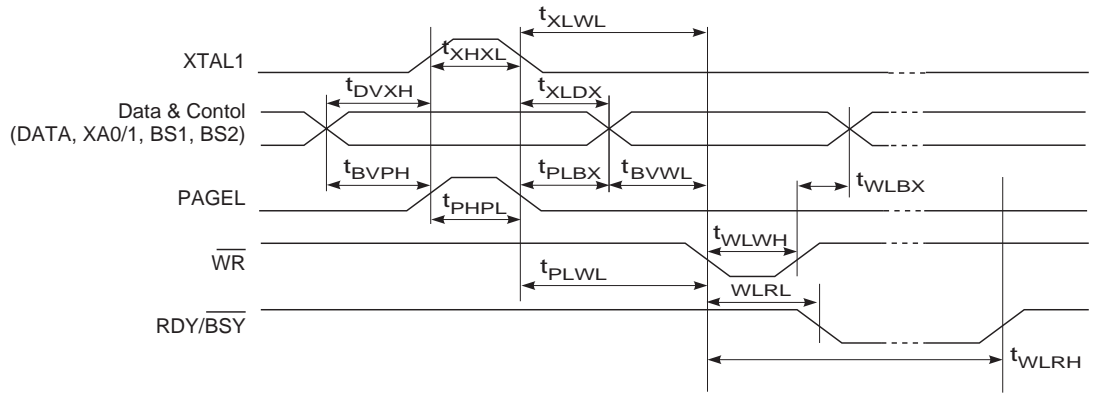 tXLWL
XTAL1
tXHXL
tDVXH
tXLDX
Data & Contol
(DATA, XA0/1, BS1, BS2)
tBVPH
tPLBX
tBVWL
tWLBX
PAGEL
tPHPL
tWLWH
WR
tPLWL
WLRL
RDY/BSY
tWLRH